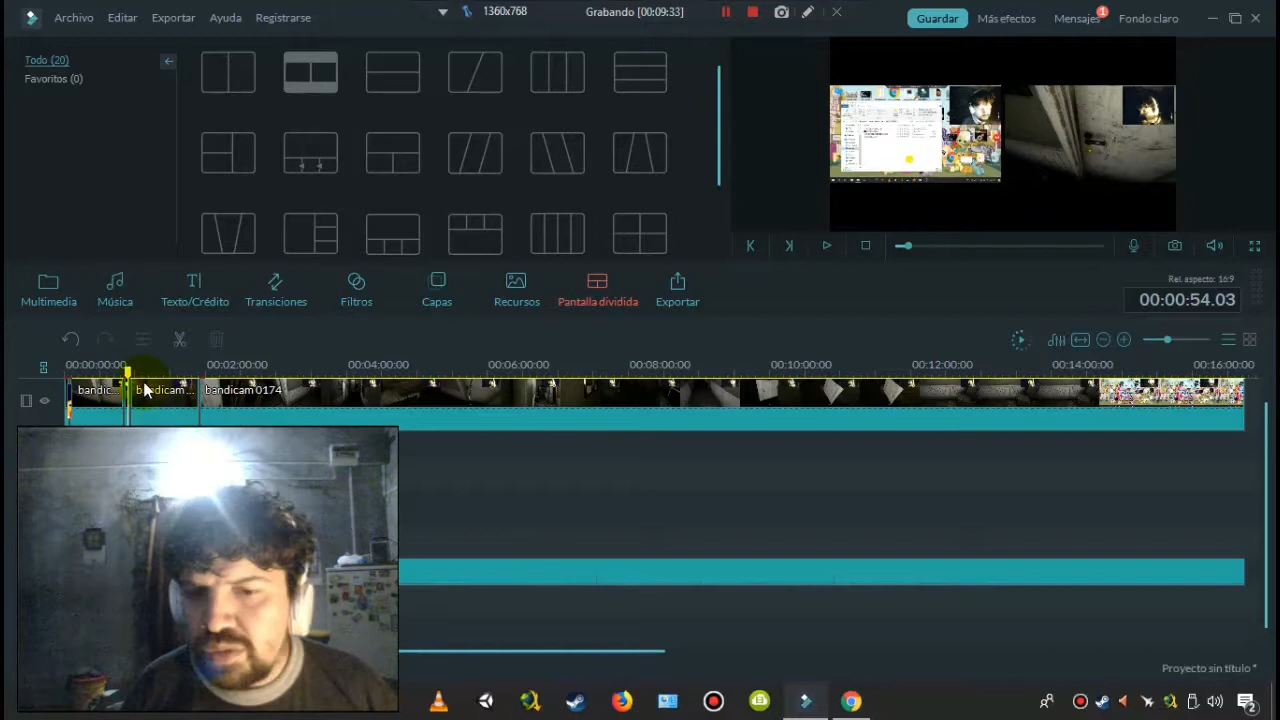 Archivo Editar Exportar Ayuda Registrarse 1360x768 Grabando [00:09:33] Guardar Más efectos Mensajes 1 Fondo claro
Todo (20)
Favoritos (0)
Multimedia Música Texto/Crédito Transiciones Filtros Capas Recursos Pantalla dividida Exportar
Rel. aspecto: 16:9
00:00:54.03
00:00:00:00 00:02:00:00 00:04:00:00 00:06:00:00 00:08:00:00 00:10:00:00 00:12:00:00 00:14:00:00 00:16:00:00
bandic... bandicam... bandicam 0174
Proyecto sin título *
2